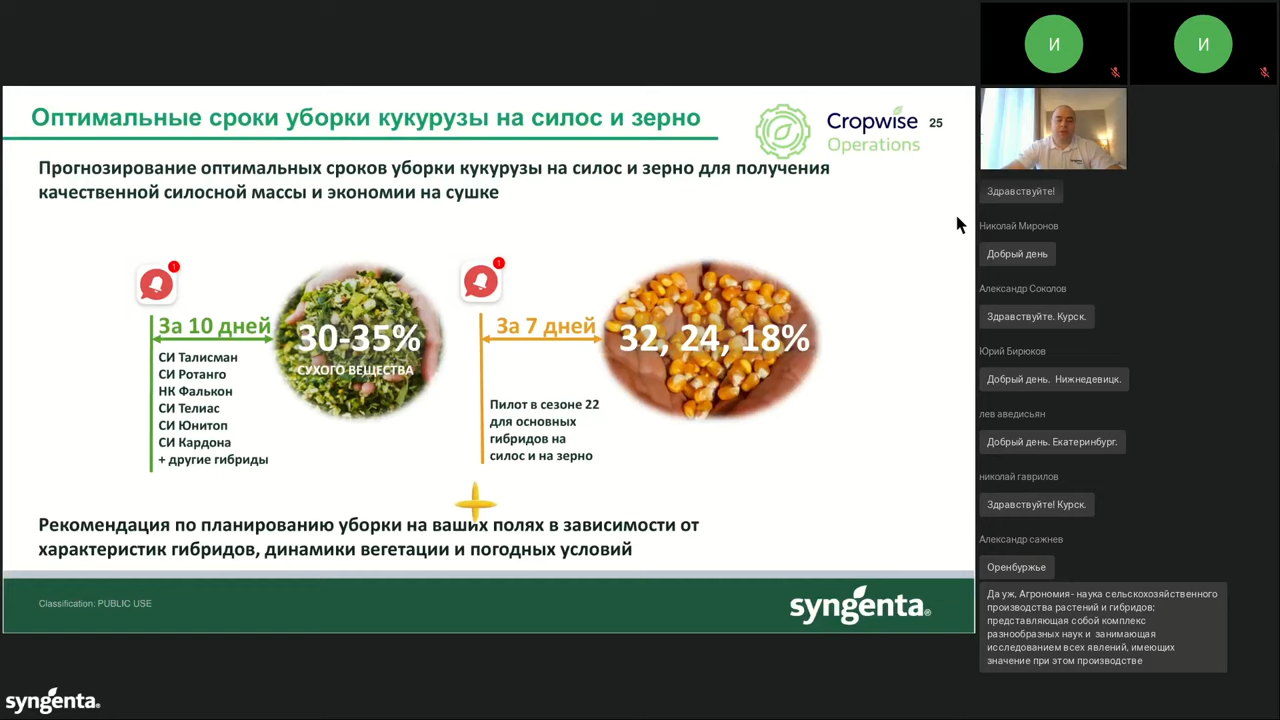 Оптимальные сроки уборки кукурузы на силос и зерно
Cropwise
Operations
25
Прогнозирование оптимальных сроков уборки кукурузы на силос и зерно для получения
качественной силосной массы и экономии на сушке
1
За 10 дней
30-35%
СУХОГО ВЕЩЕСТВА
СИ Талисман
СИ Ротанго
НК Фалькон
СИ Телиас
СИ Юнитоп
СИ Кардона
+ другие гибриды
1
За 7 дней
32, 24, 18%
Пилот в сезоне 22
для основных
гибридов на
силос и на зерно
Рекомендация по планированию уборки на ваших полях в зависимости от
характеристик гибридов, динамики вегетации и погодных условий
Classification: PUBLIC USE
syngenta®
syngenta®
И
И
Здравствуйте!
Николай Миронов
Добрый день
Александр Соколов
Здравствуйте. Курск.
Юрий Бирюков
Добрый день. Нижнедевицк.
лев аведисьян
Добрый день. Екатеринбург.
николай гаврилов
Здравствуйте! Курск.
Александр сажнев
Оренбуржье
Да уж, Агрономия- наука сельскохозяйственного
производства растений и гибридов;
представляющая собой комплекс
разнообразных наук и занимающая
исследованием всех явлений, имеющих
значение при этом производстве